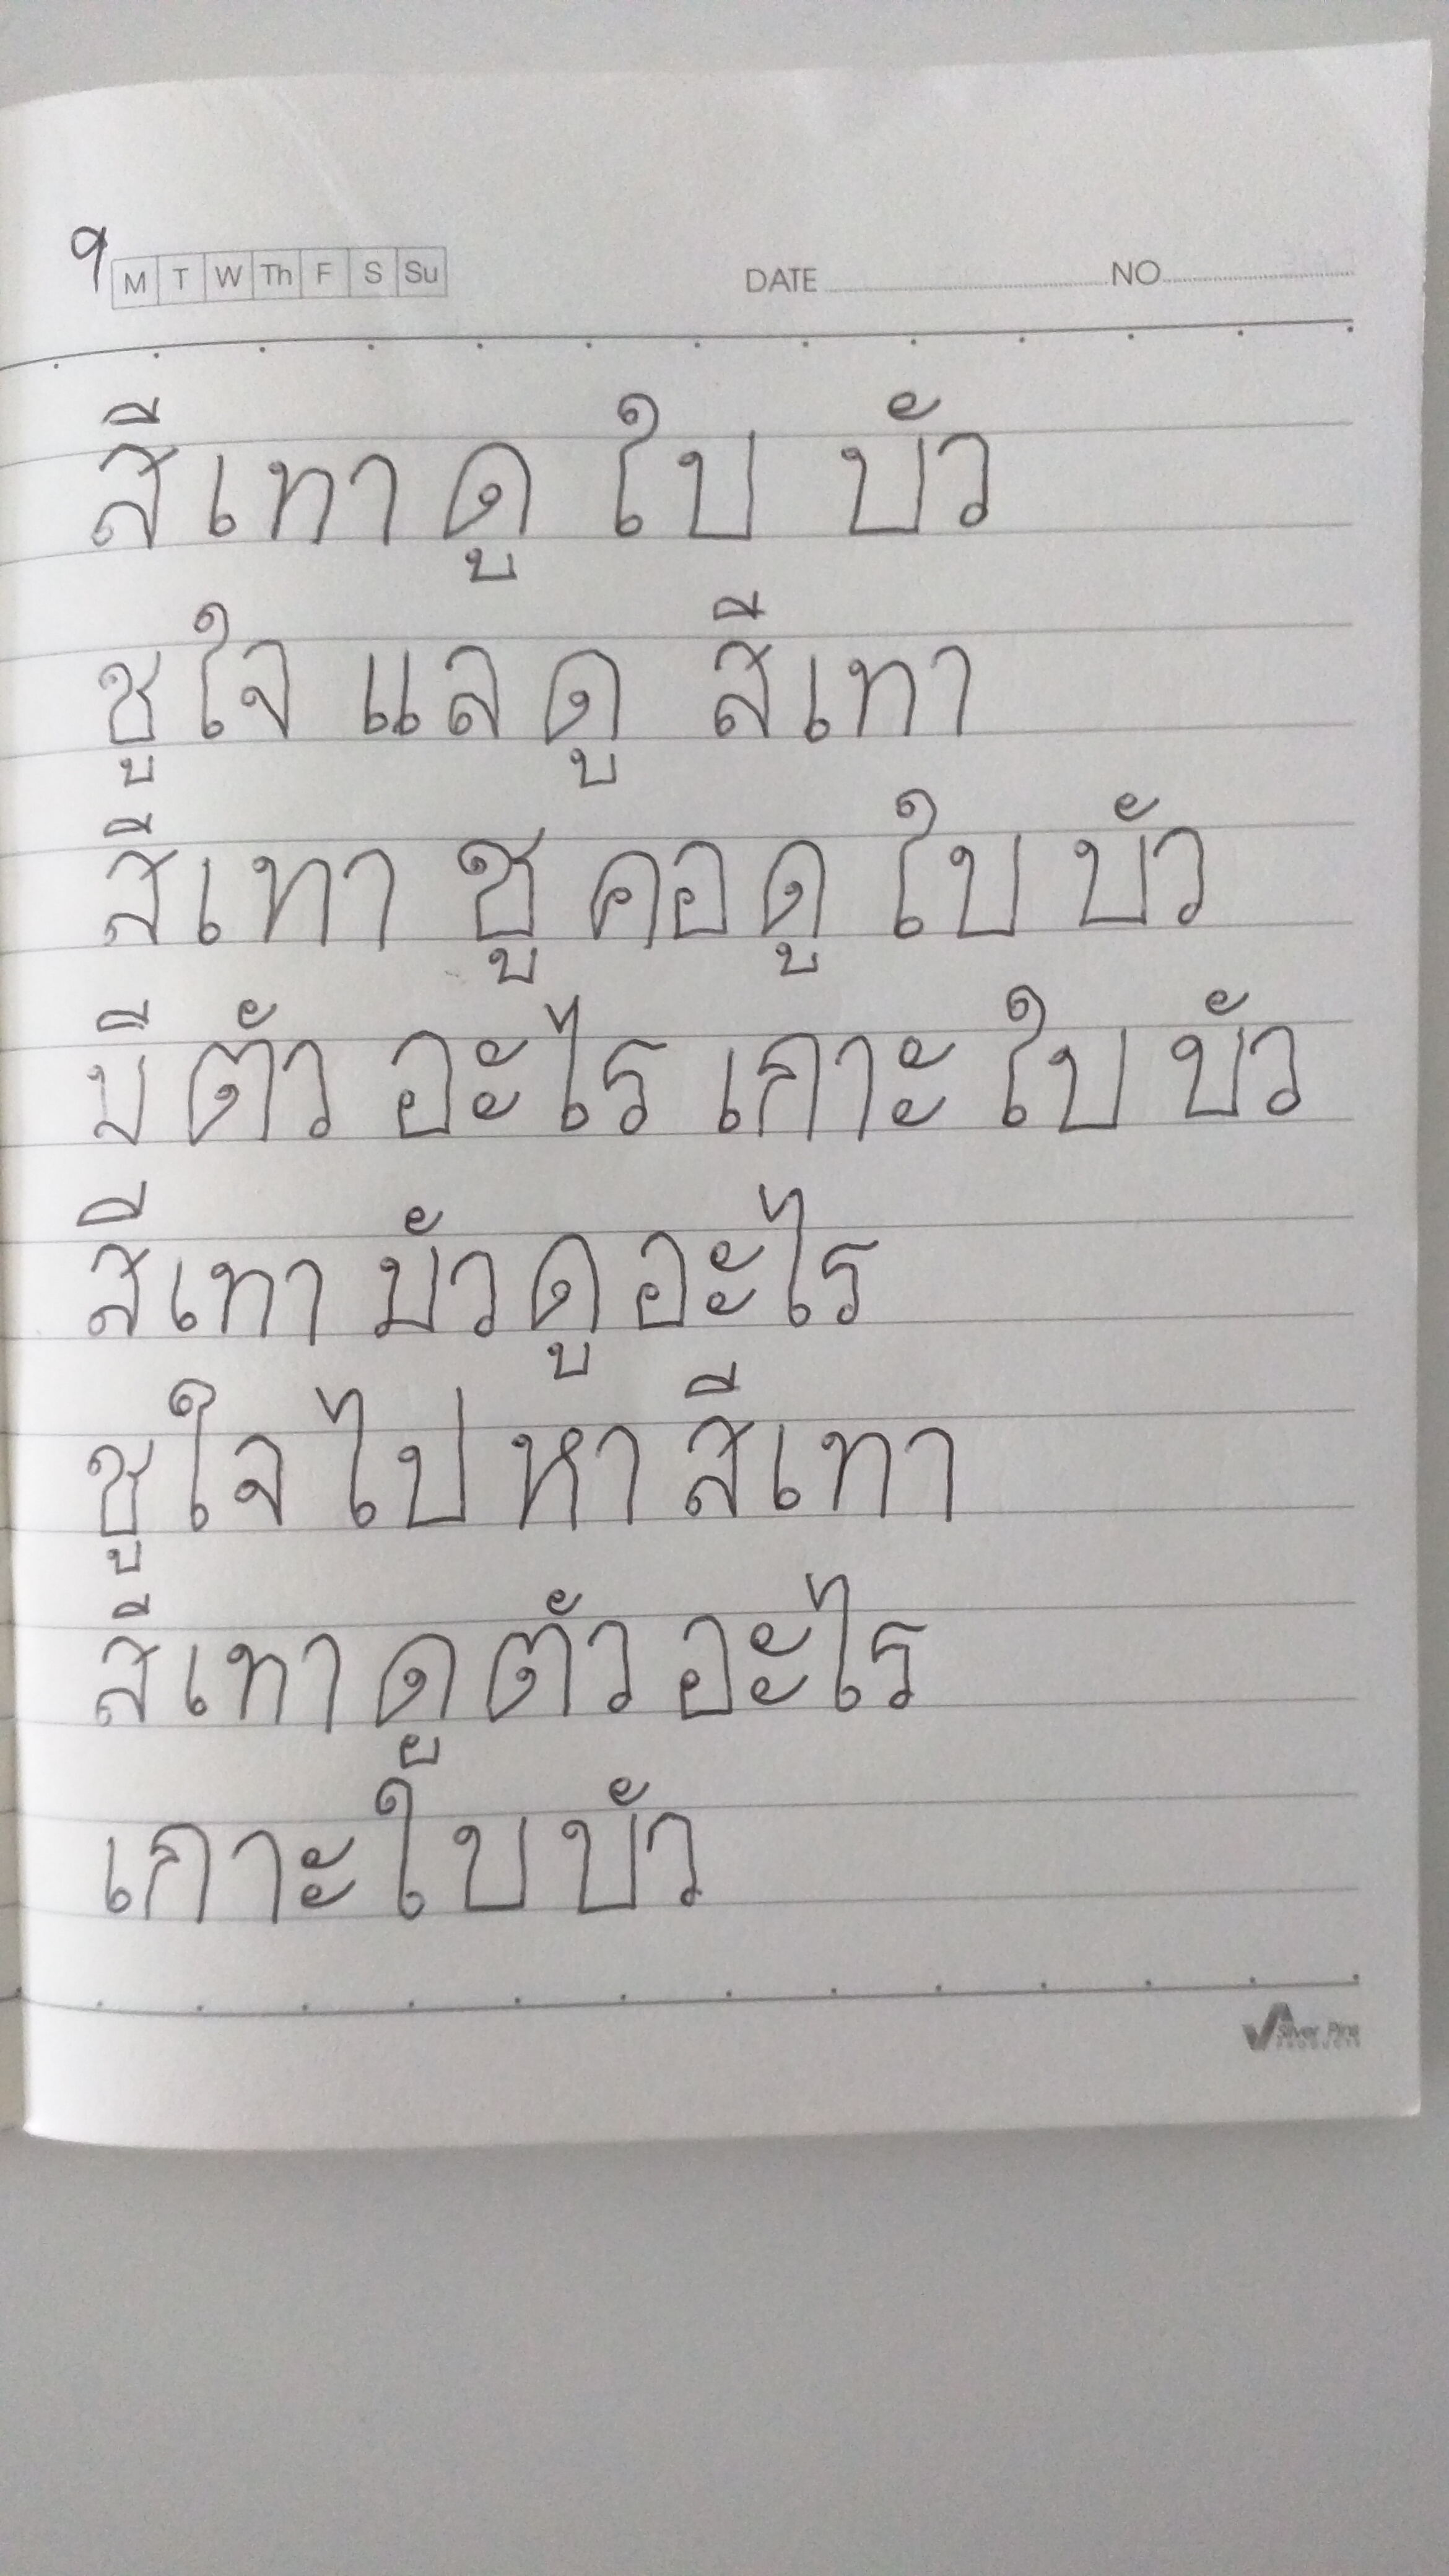 9
M T W Th F S Su DATE NO
สีเทาดู ใบ บัว
ชูใจ แลดู สีเทา
สีเทา ชู คอดู ใบ บัว
บีตัว อะไร เกาะ ใบ บัว
สีเทา บัวดูอะไร
ชูใจ ไป หา สีเทา
สีเทาดูตัวอะไร
เกาะใบบัว
Silver Pine